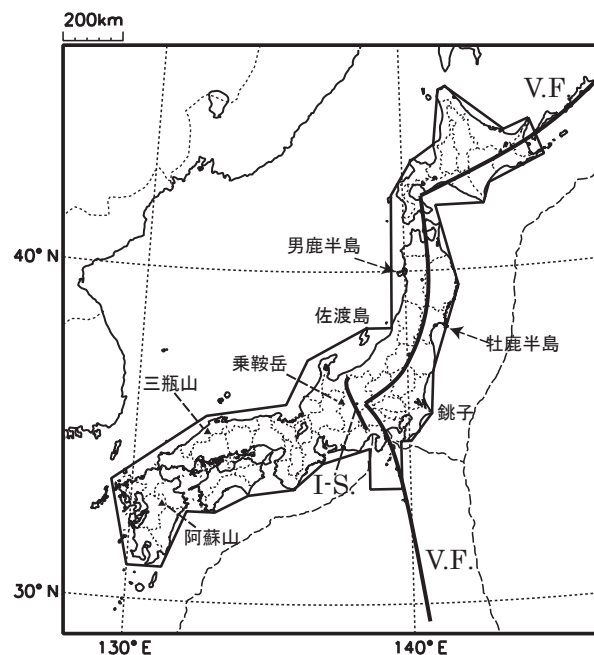 200km
V.F
40°N
男鹿半島
佐渡島
牡鹿半島
乗鞍岳
三瓶山
銚子
I-S.
阿蘇山
V.F.
30°N
130°E
140°E